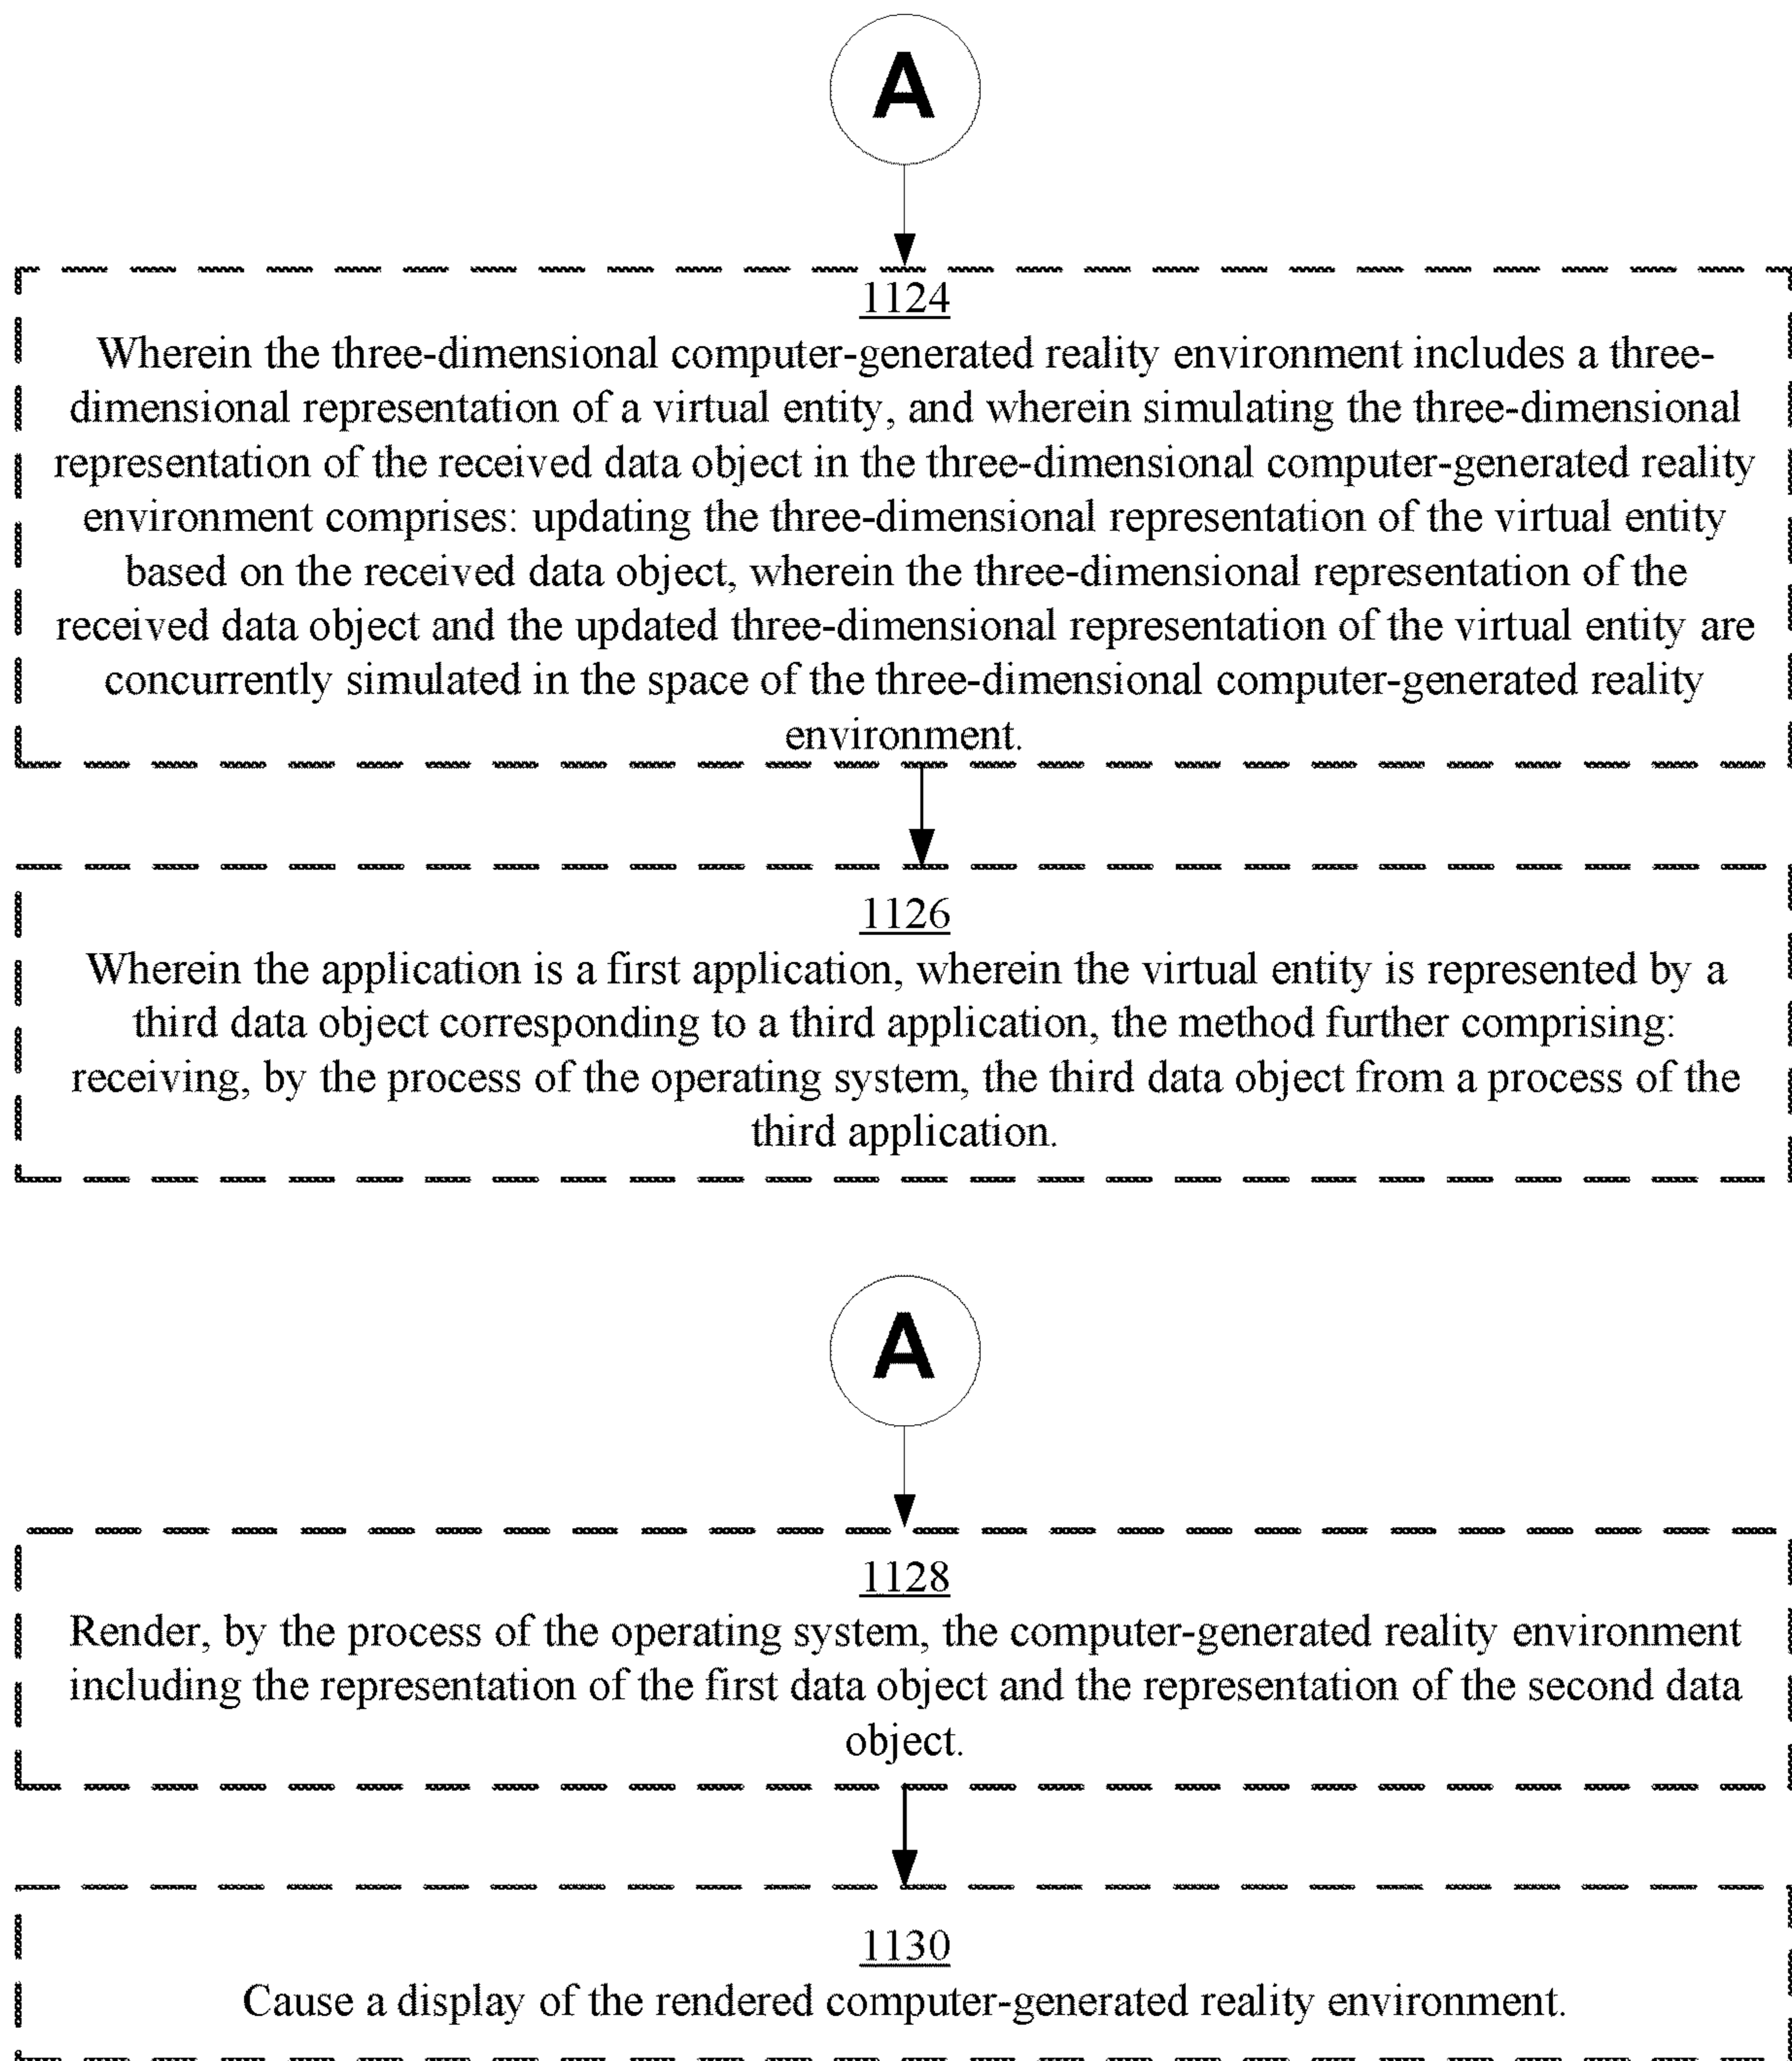 A
1124
Wherein the three-dimensional computer-generated reality environment includes a three-
dimensional representation of a virtual entity, and wherein simulating the three-dimensional
representation of the received data object in the three-dimensional computer-generated reality
environment comprises: updating the three-dimensional representation of the virtual entity
based on the received data object, wherein the three-dimensional representation of the
received data object and the updated three-dimensional representation of the virtual entity are
concurrently simulated in the space of the three-dimensional computer-generated reality
environment.
1126
Wherein the application is a first application, wherein the virtual entity is represented by a
third data object corresponding to a third application, the method further comprising:
receiving, by the process of the operating system, the third data object from a process of the
third application.
A
1128
Render, by the process of the operating system, the computer-generated reality environment
including the representation of the first data object and the representation of the second data
object.
1130
Cause a display of the rendered computer-generated reality environment.